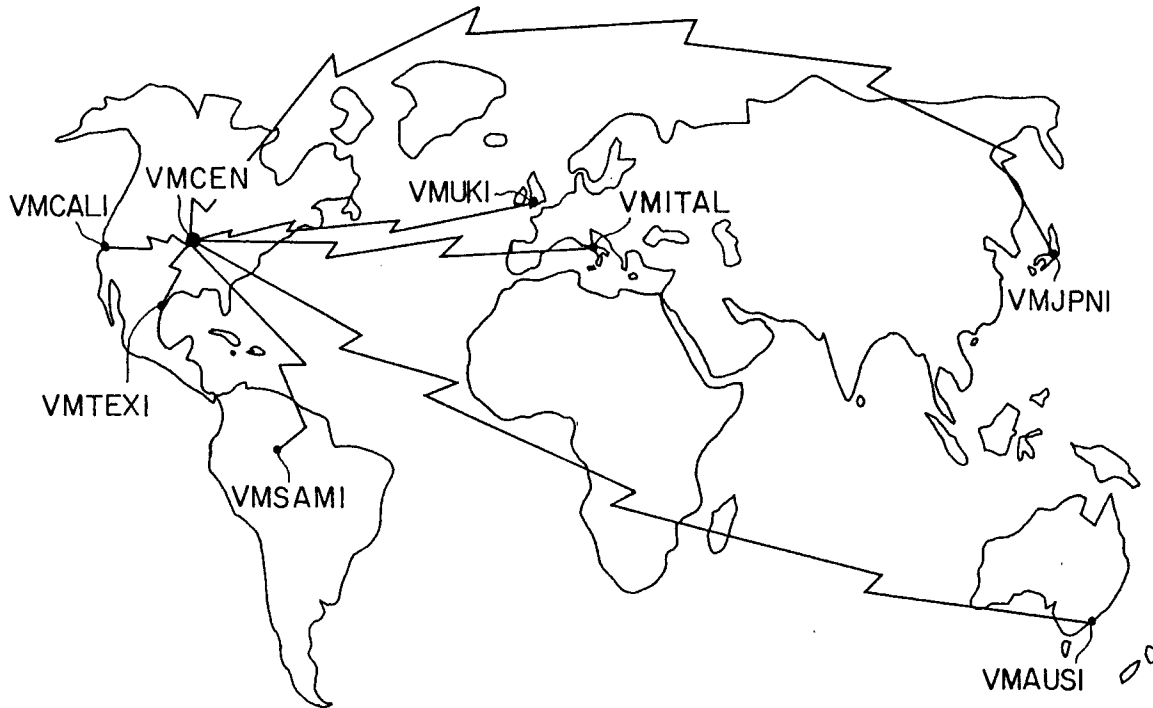 VMCEN
VMCALI
VMUKI
VMITAL
VMJPNI
VMTEXI
VMSAMI
VMAUSI